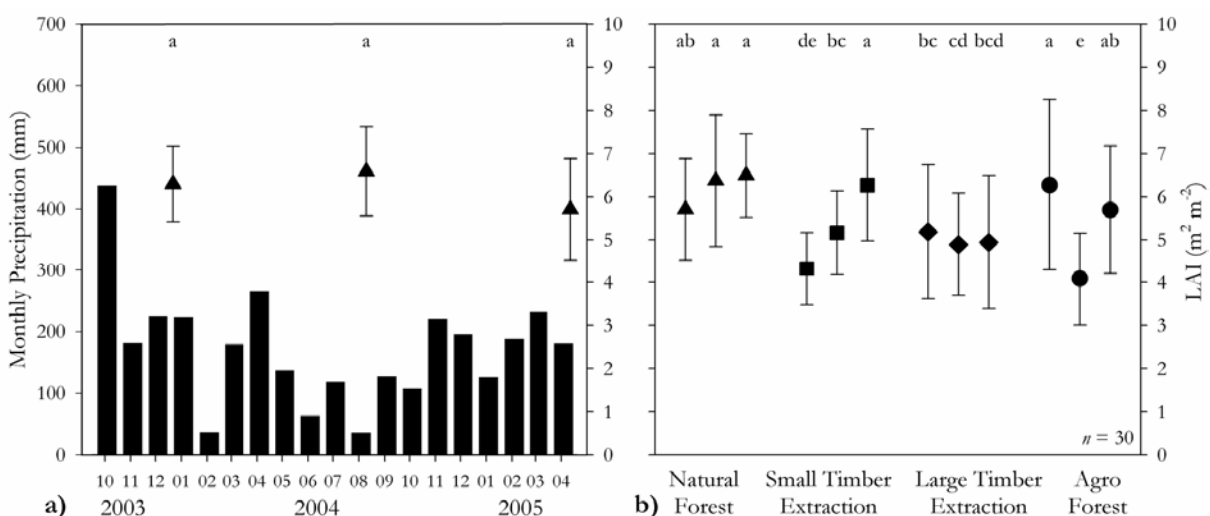 700
600
500
400
300
200
100
0
Monthly Precipitation (mm)
a a a
10
9
8
7
6
5
4
3
2
1
0
10 11 12 01 02 03 04 05 06 07 08 09 10 11 12 01 02 03 04
a) 2003 2004 2005
ab a a de bc a bc cd bcd a e ab
10
9
8
7
6
5
4
3
2
1
0
LAI (m² m⁻²)
n = 30
b) Natural Forest
Small Timber Extraction
Large Timber Extraction
Agro Forest